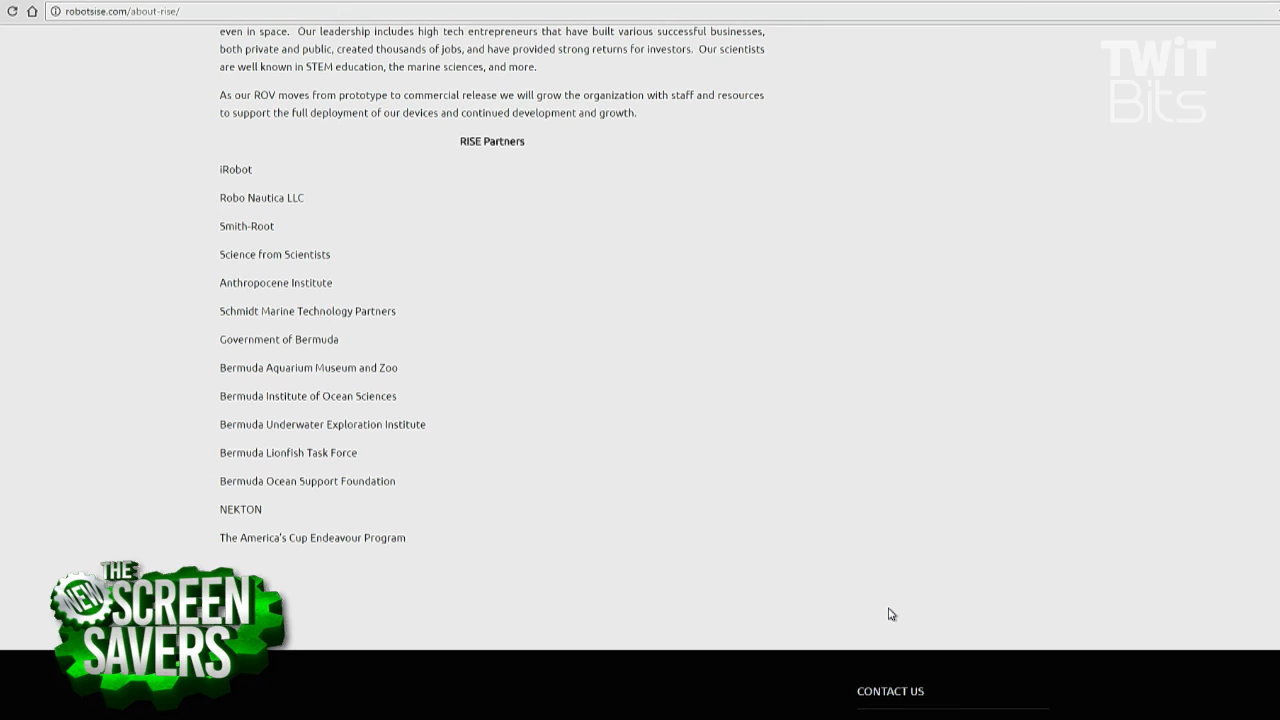 robotsise.com/about-rise/
even in space. Our leadership includes high tech entrepreneurs that have built various successful businesses,
both private and public, created thousands of jobs, and have provided strong returns for investors. Our scientists
are well known in STEM education, the marine sciences, and more.
As our ROV moves from prototype to commercial release we will grow the organization with staff and resources
to support the full deployment of our devices and continued development and growth.
RISE Partners
iRobot
Robo Nautica LLC
Smith-Root
Science from Scientists
Anthropocene Institute
Schmidt Marine Technology Partners
Government of Bermuda
Bermuda Aquarium Museum and Zoo
Bermuda Institute of Ocean Sciences
Bermuda Underwater Exploration Institute
Bermuda Lionfish Task Force
Bermuda Ocean Support Foundation
NEKTON
The America's Cup Endeavour Program
CONTACT US
TWiT
Bits
THE
NEW
SCREEN
SAVERS